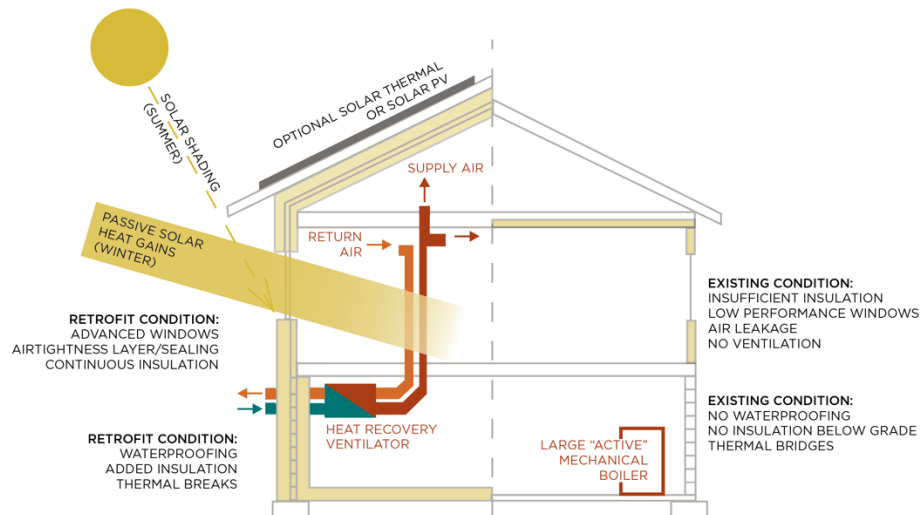 SOLAR SHADING
(SUMMER)
OPTIONAL SOLAR THERMAL
OR SOLAR PV
SUPPLY AIR
PASSIVE SOLAR
HEAT GAINS
(WINTER)
RETURN
AIR
RETROFIT CONDITION:
ADVANCED WINDOWS
AIRTIGHTNESS LAYER/SEALING
CONTINUOUS INSULATION
EXISTING CONDITION:
INSUFFICIENT INSULATION
LOW PERFORMANCE WINDOWS
AIR LEAKAGE
NO VENTILATION
RETROFIT CONDITION:
WATERPROOFING
ADDED INSULATION
THERMAL BREAKS
HEAT RECOVERY
VENTILATOR
LARGE “ACTIVE”
MECHANICAL
BOILER
EXISTING CONDITION:
NO WATERPROOFING
NO INSULATION BELOW GRADE
THERMAL BRIDGES